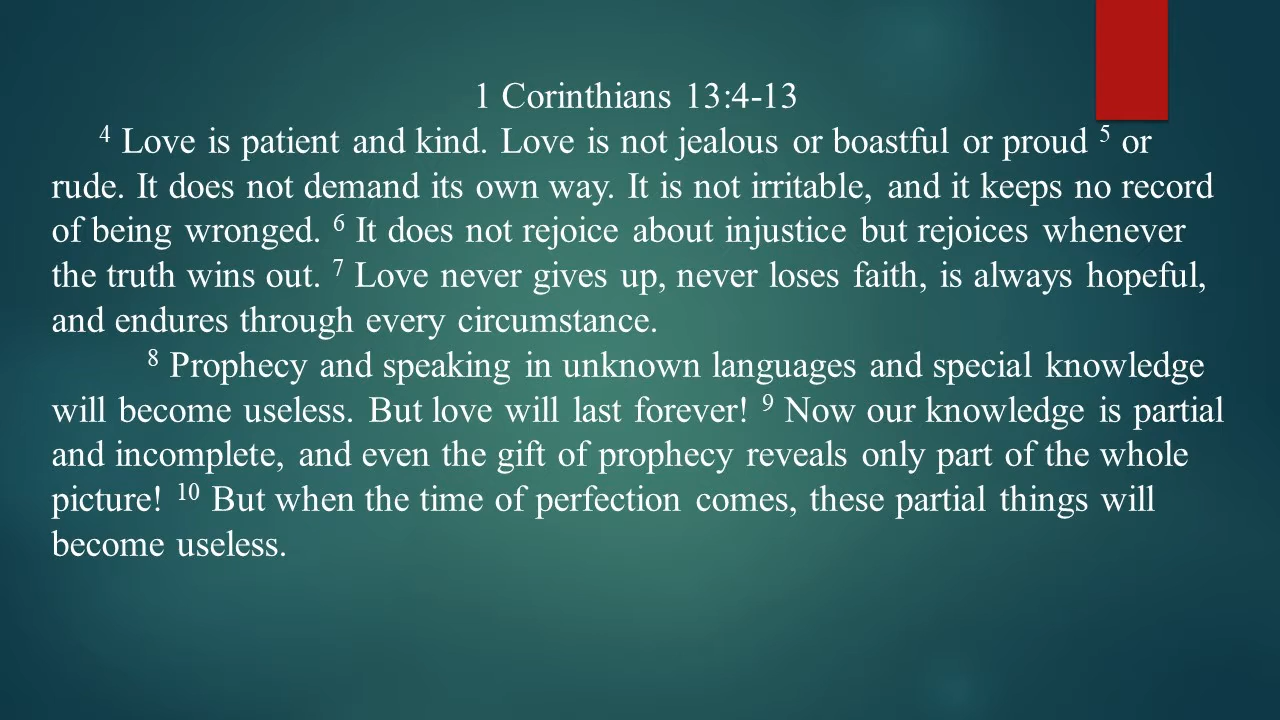 1 Corinthians 13:4-13
4 Love is patient and kind. Love is not jealous or boastful or proud 5 or
rude. It does not demand its own way. It is not irritable, and it keeps no record
of being wronged. 6 It does not rejoice about injustice but rejoices whenever
the truth wins out. 7 Love never gives up, never loses faith, is always hopeful,
and endures through every circumstance.
8 Prophecy and speaking in unknown languages and special knowledge
will become useless. But love will last forever! 9 Now our knowledge is partial
and incomplete, and even the gift of prophecy reveals only part of the whole
picture! 10 But when the time of perfection comes, these partial things will
become useless.